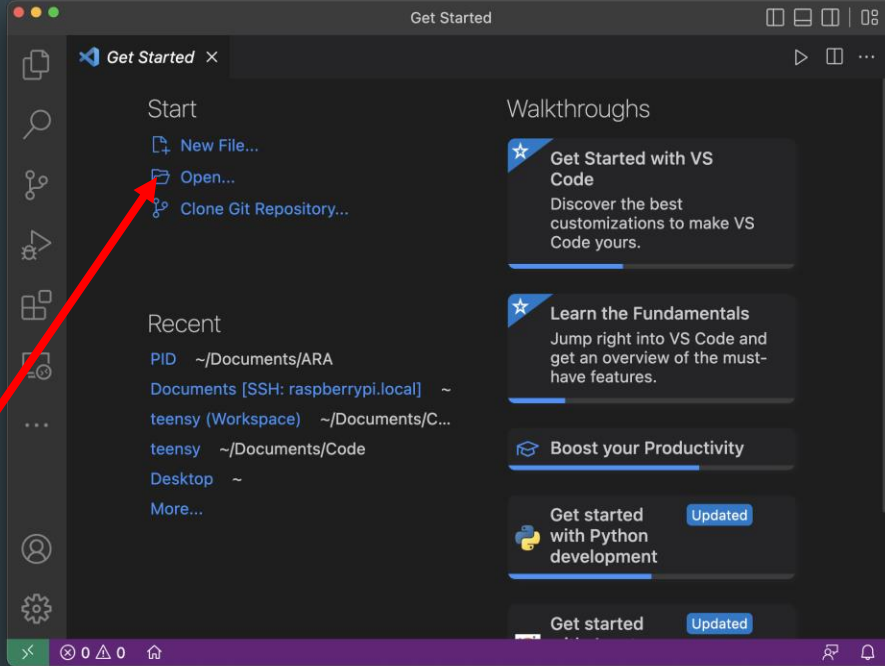 Get Started
Get Started
Start
New File...
Open...
Clone Git Repository...
Recent
PID ~/Documents/ARA
Documents [SSH: raspberrypi.local] ~
teensy (Workspace) ~/Documents/C...
teensy ~/Documents/Code
Desktop ~
More...
Walkthroughs
Get Started with VS
Code
Discover the best
customizations to make VS
Code yours.
Learn the Fundamentals
Jump right into VS Code and
get an overview of the must-
have features.
Boost your Productivity
Get started Updated
with Python
development
Get started Updated
0 0